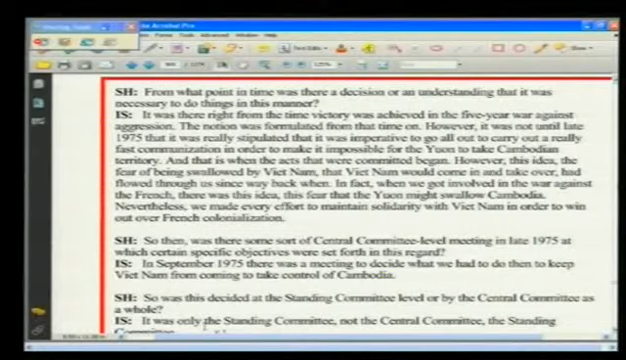 SH: From what point in time was there a decision or an understanding that it was
necessary to do things in this manner?
IS: It was there right from the time victory was achieved in the five-year war against
aggression. The notion was formulated from that time on. However, it was not until late
1975 that it was really stipulated that it was imperative to go all out to carry out a really
fast communization in order to make it impossible for the Yuon to take Cambodian
territory. And that is when the acts that were committed began. However, this idea, the
fear of being swallowed by Viet Nam, that Viet Nam would come in and take over, had
flowed through us since way back when. In fact, when we got involved in the war against
the French, there was this idea, this fear that the Yuon might swallow Cambodia.
Nevertheless, we made every effort to maintain solidarity with Viet Nam in order to win
out over French colonialization.
SH: So then, was there some sort of Central Committee-level meeting in late 1975 at
which certain specific objectives were set forth in this regard?
IS: In September 1975 there was a meeting to decide what we had to do then to keep
Viet Nam from coming to take control of Cambodia.
SH: So was this decided at the Standing Committee level or by the Central Committee as
a whole?
IS: It was only the Standing Committee, not the Central Committee, the Standing